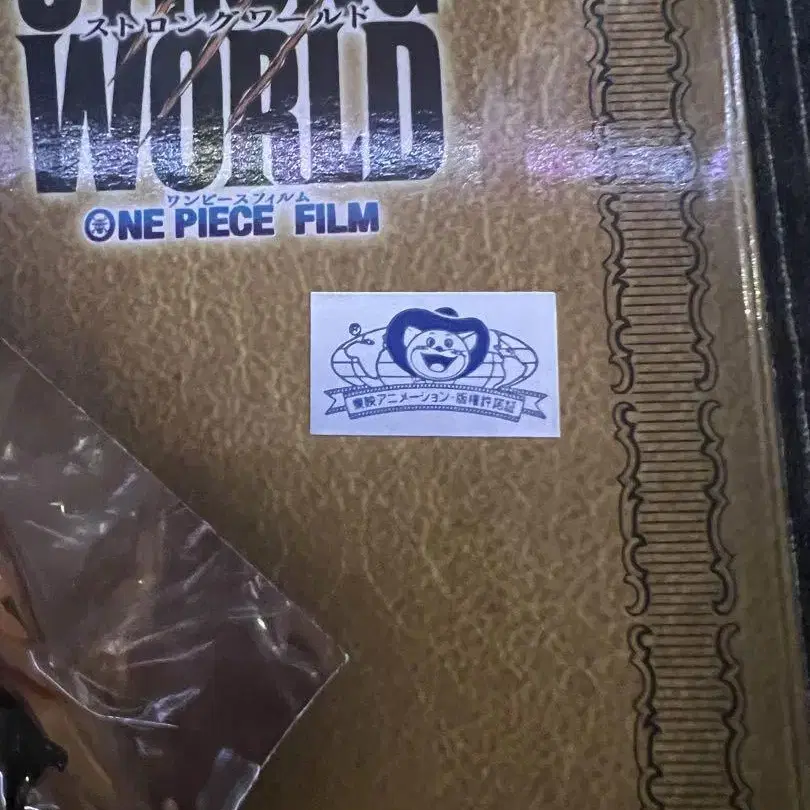 STRONG
ストロングワールド
WORLD
ワンピースフィルム
ONE PIECE FILM
東映アニメーション・版権許諾証